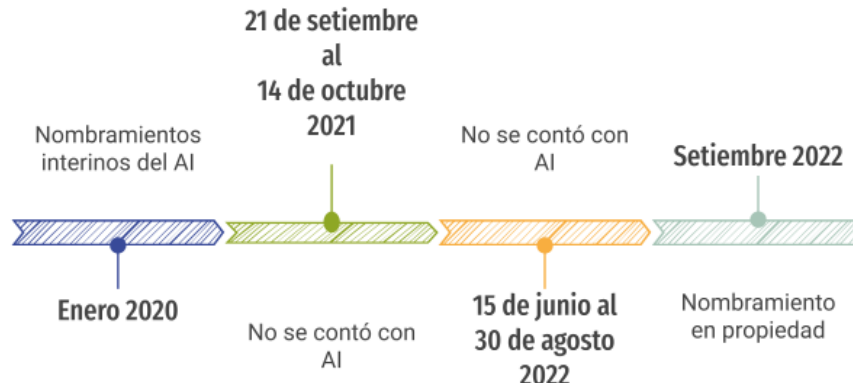 Nombramientos
interinos del AI
Enero 2020
21 de setiembre
al
14 de octubre
2021
No se contó con
AI
No se contó con
AI
15 de junio al
30 de agosto
2022
Setiembre 2022
Nombramiento
en propiedad